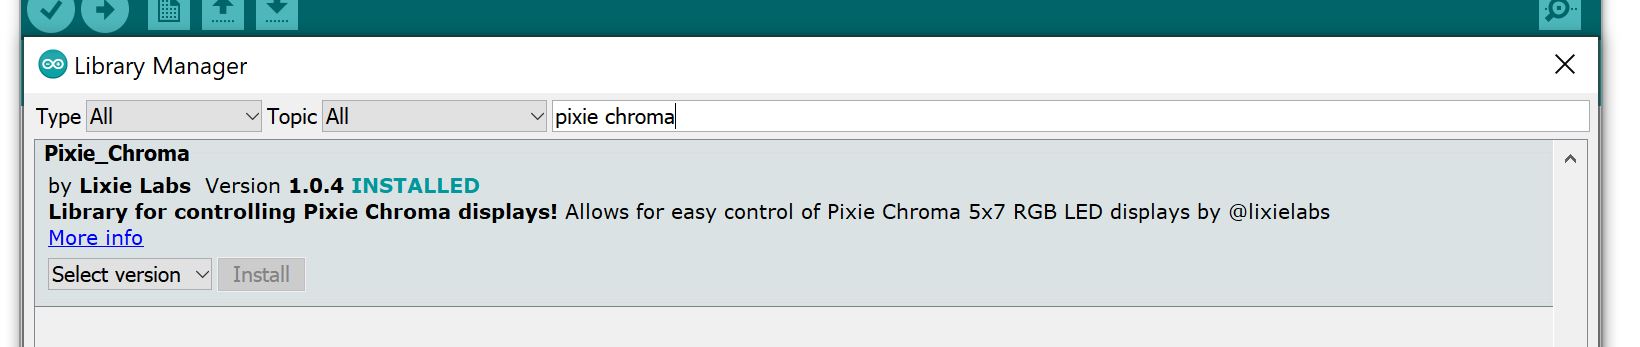 Library Manager
Type All Topic All pixie chroma
Pixie_Chroma
by Lixie Labs Version 1.0.4 INSTALLED
Library for controlling Pixie Chroma displays! Allows for easy control of Pixie Chroma 5x7 RGB LED displays by @lixielabs
More info
Select version Install